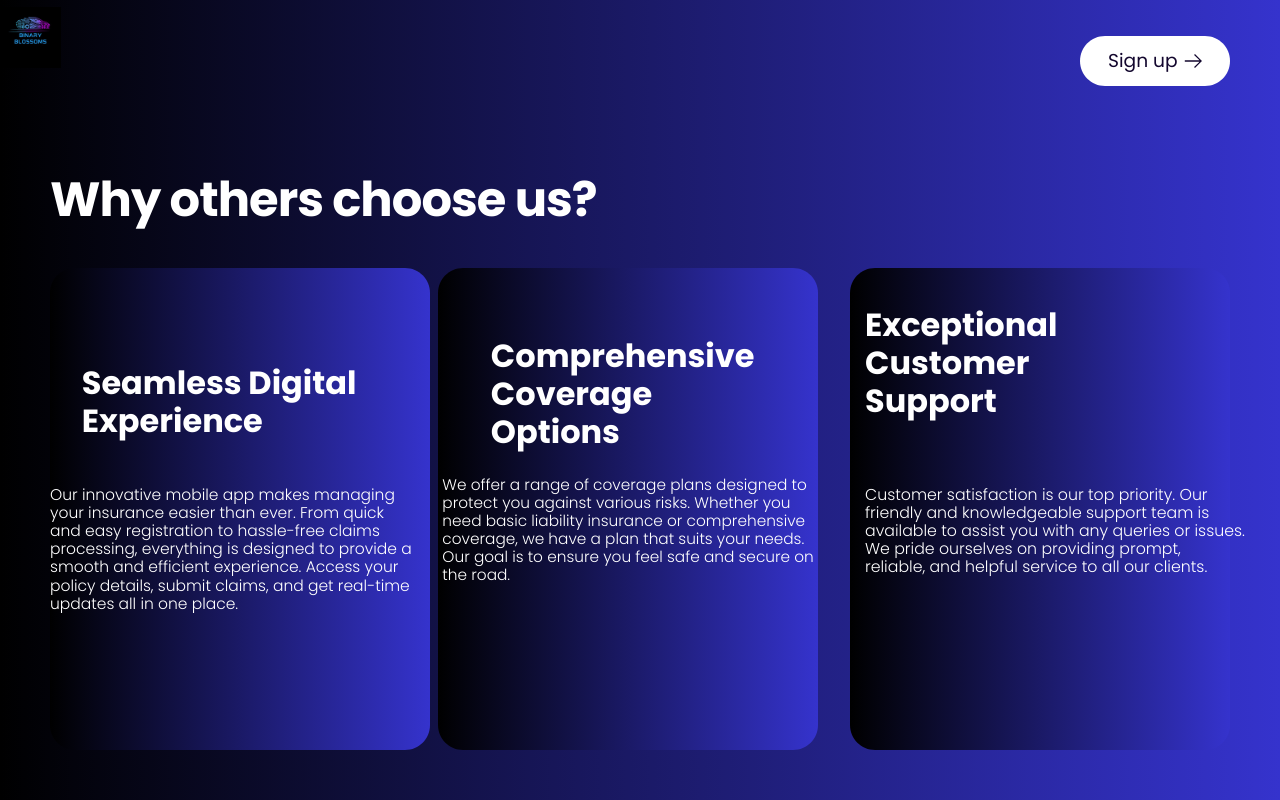 BINARY
BLOSSOMS
Sign up
Why others choose us?
Seamless Digital
Experience
Our innovative mobile app makes managing
your insurance easier than ever. From quick
and easy registration to hassle-free claims
processing, everything is designed to provide a
smooth and efficient experience. Access your
policy details, submit claims, and get real-time
updates all in one place.
Comprehensive
Coverage
Options
We offer a range of coverage plans designed to
protect you against various risks. Whether you
need basic liability insurance or comprehensive
coverage, we have a plan that suits your needs.
Our goal is to ensure you feel safe and secure on
the road.
Exceptional
Customer
Support
Customer satisfaction is our top priority. Our
friendly and knowledgeable support team is
available to assist you with any queries or issues.
We pride ourselves on providing prompt,
reliable, and helpful service to all our clients.